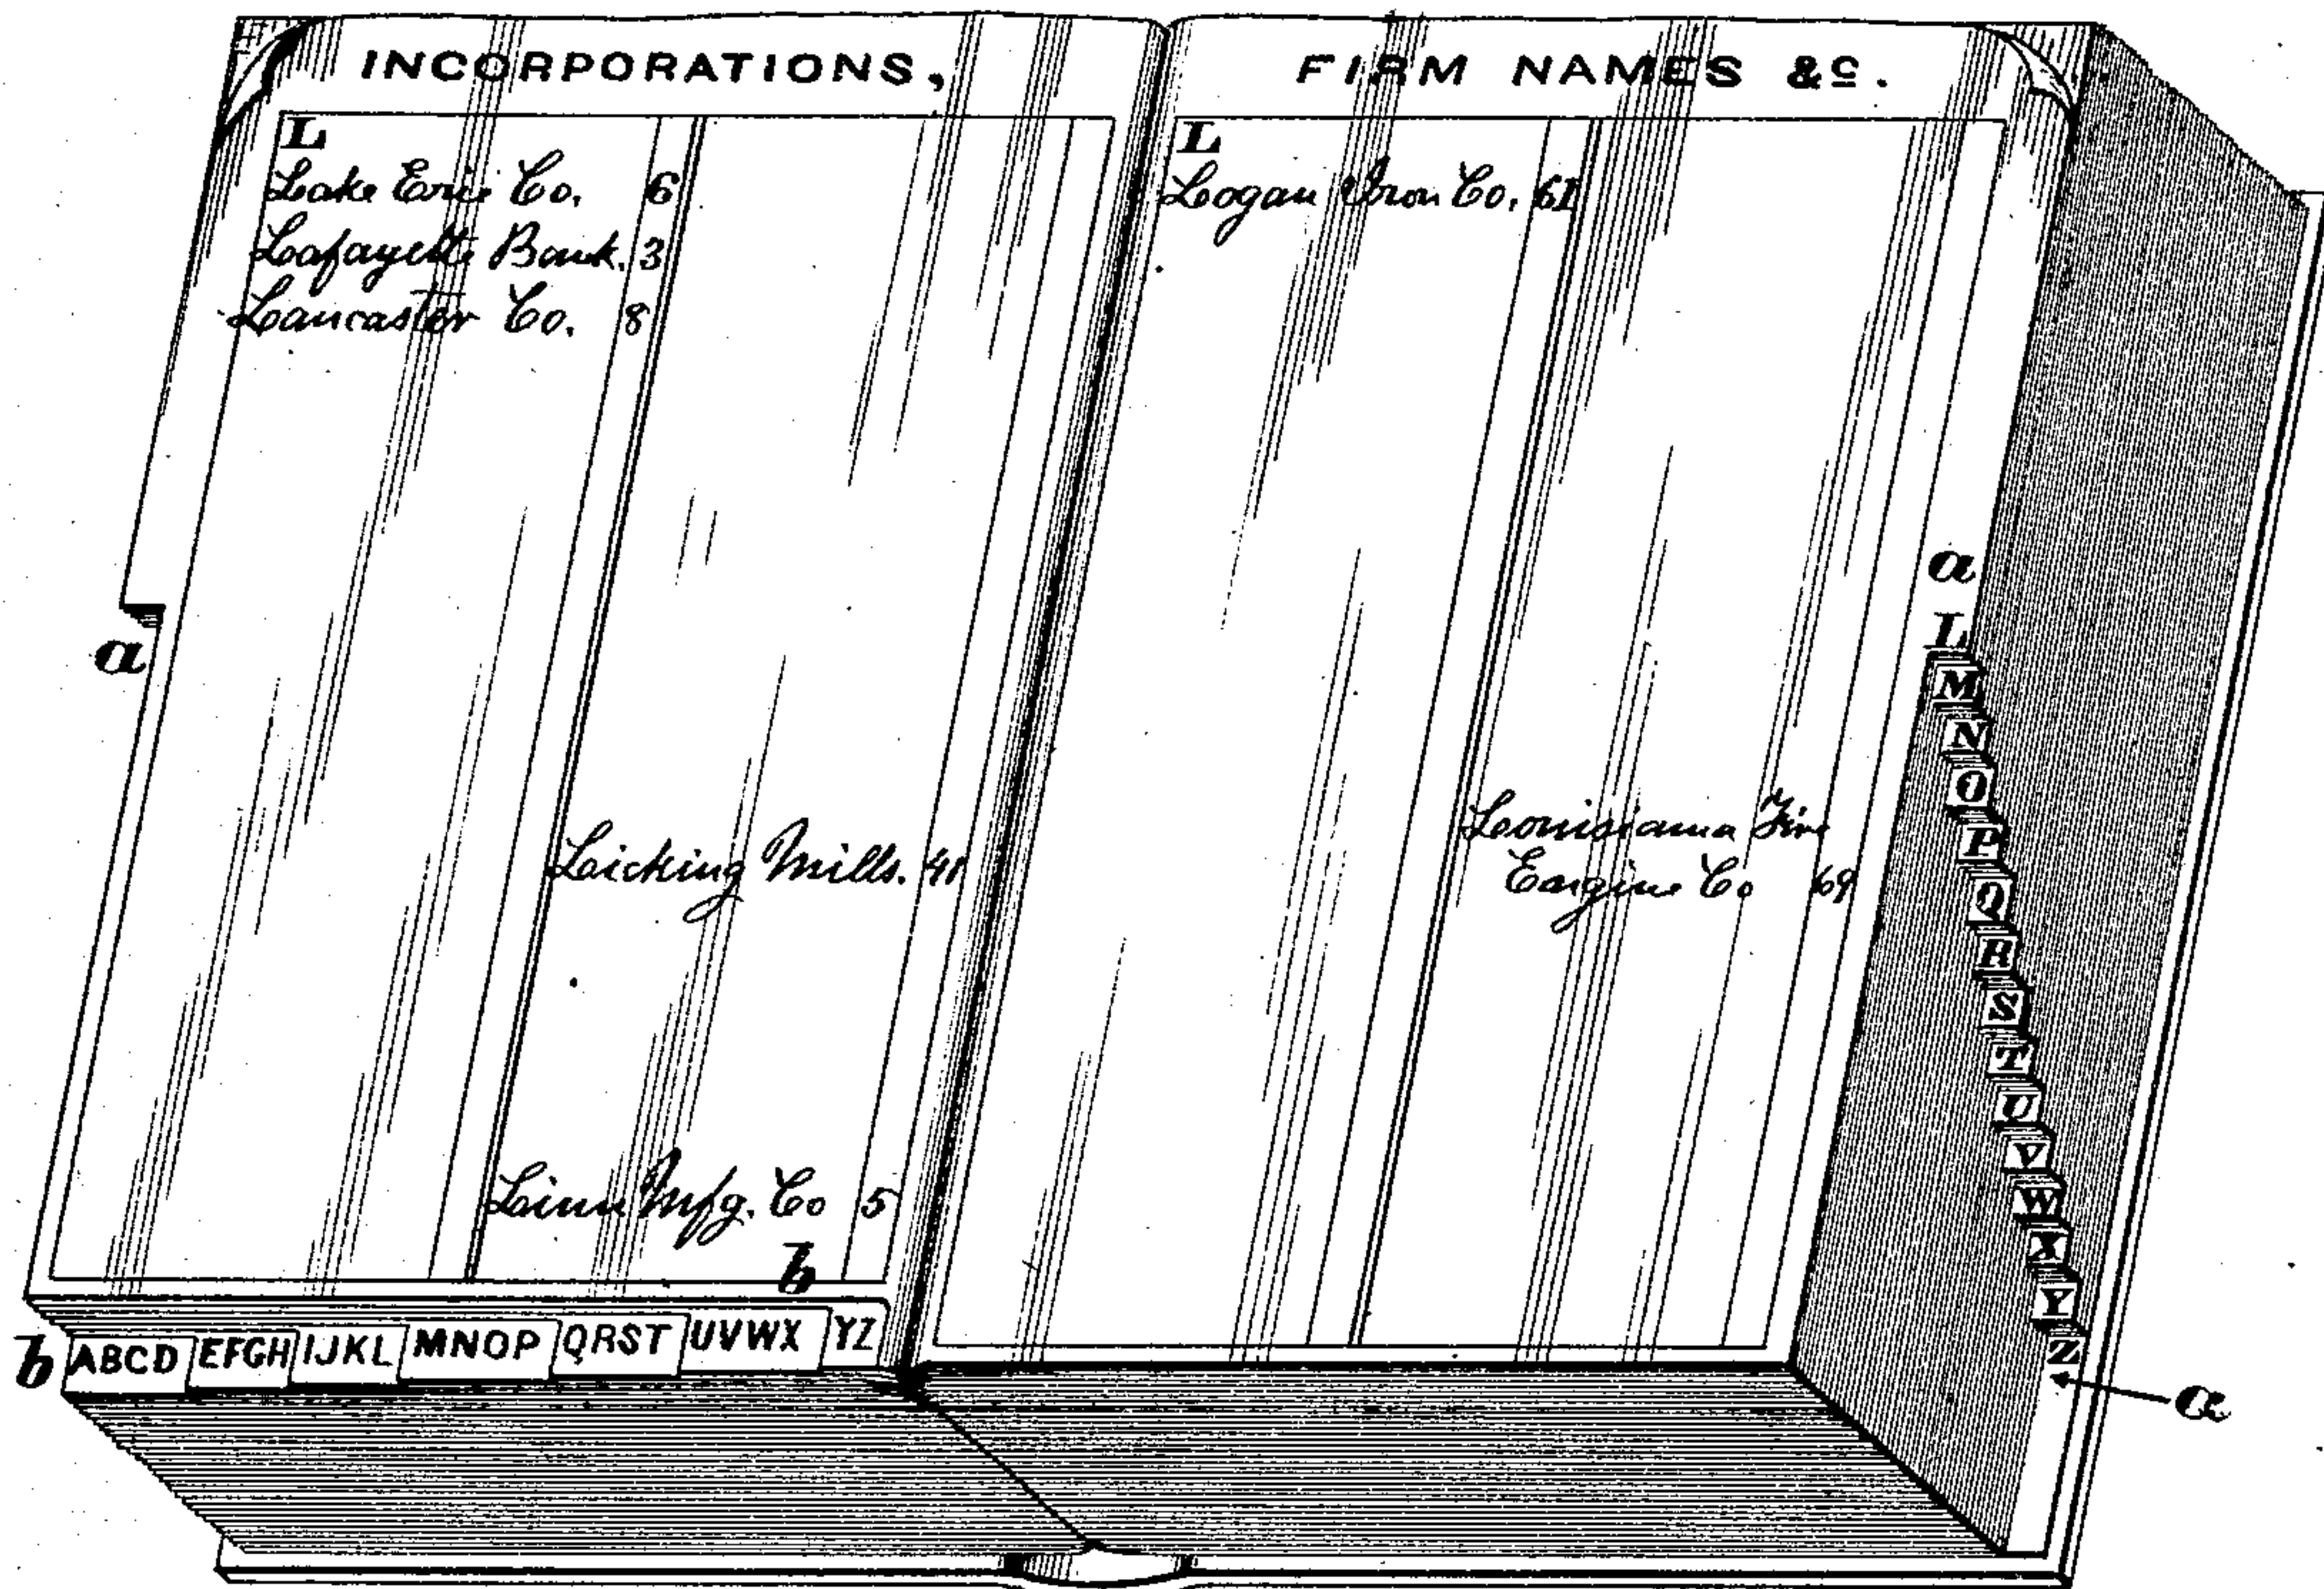 INCORPORATIONS,
L
Lake Erie Co. 6
Lafayette Bank. 3
Lancaster Co. 8
a
Licking Mills. 41
Linn Mfg. Co 5
b
b
ABCD EFGH IJKL MNOP QRST UVWX YZ
FIRM NAMES &c.
L
Logan Iron Co. 61
Louisiana Fire
Engine Co 69
a
L
M
N
O
P
Q
R
S
T
U
V
W
X
Y
Z
a